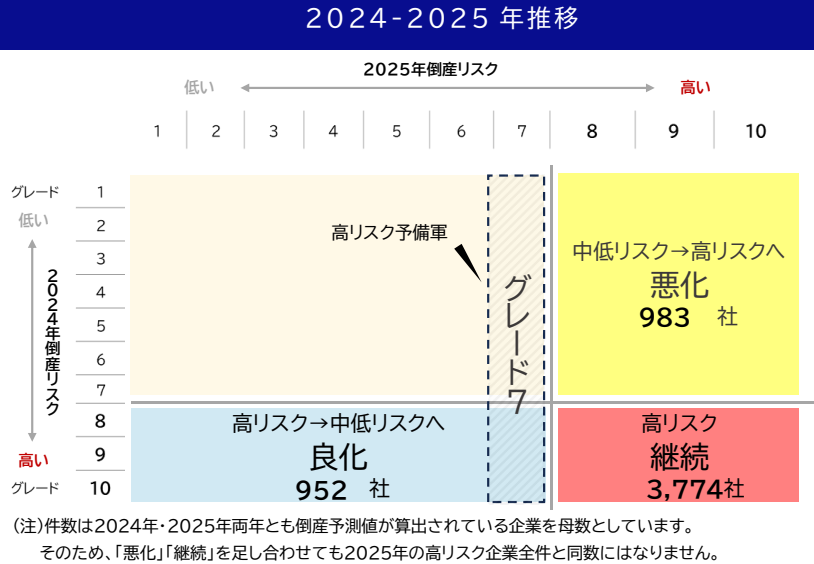 2024-2025 年推移
2025年倒産リスク
低い
高い
1 2 3 4 5 6 7 8 9 10
グレード 1
低い
2
3
4
5
6
7
8
9
高い
グレード 10
2024年倒産リスク
高リスク予備軍
グレード7
中低リスク→高リスクへ
悪化
983 社
高リスク→中低リスクへ
良化
952 社
高リスク
継続
3,774社
(注)件数は2024年・2025年両年とも倒産予測値が算出されている企業を母数としています。
そのため、「悪化」「継続」を足し合わせても2025年の高リスク企業全件と同数にはなりません。